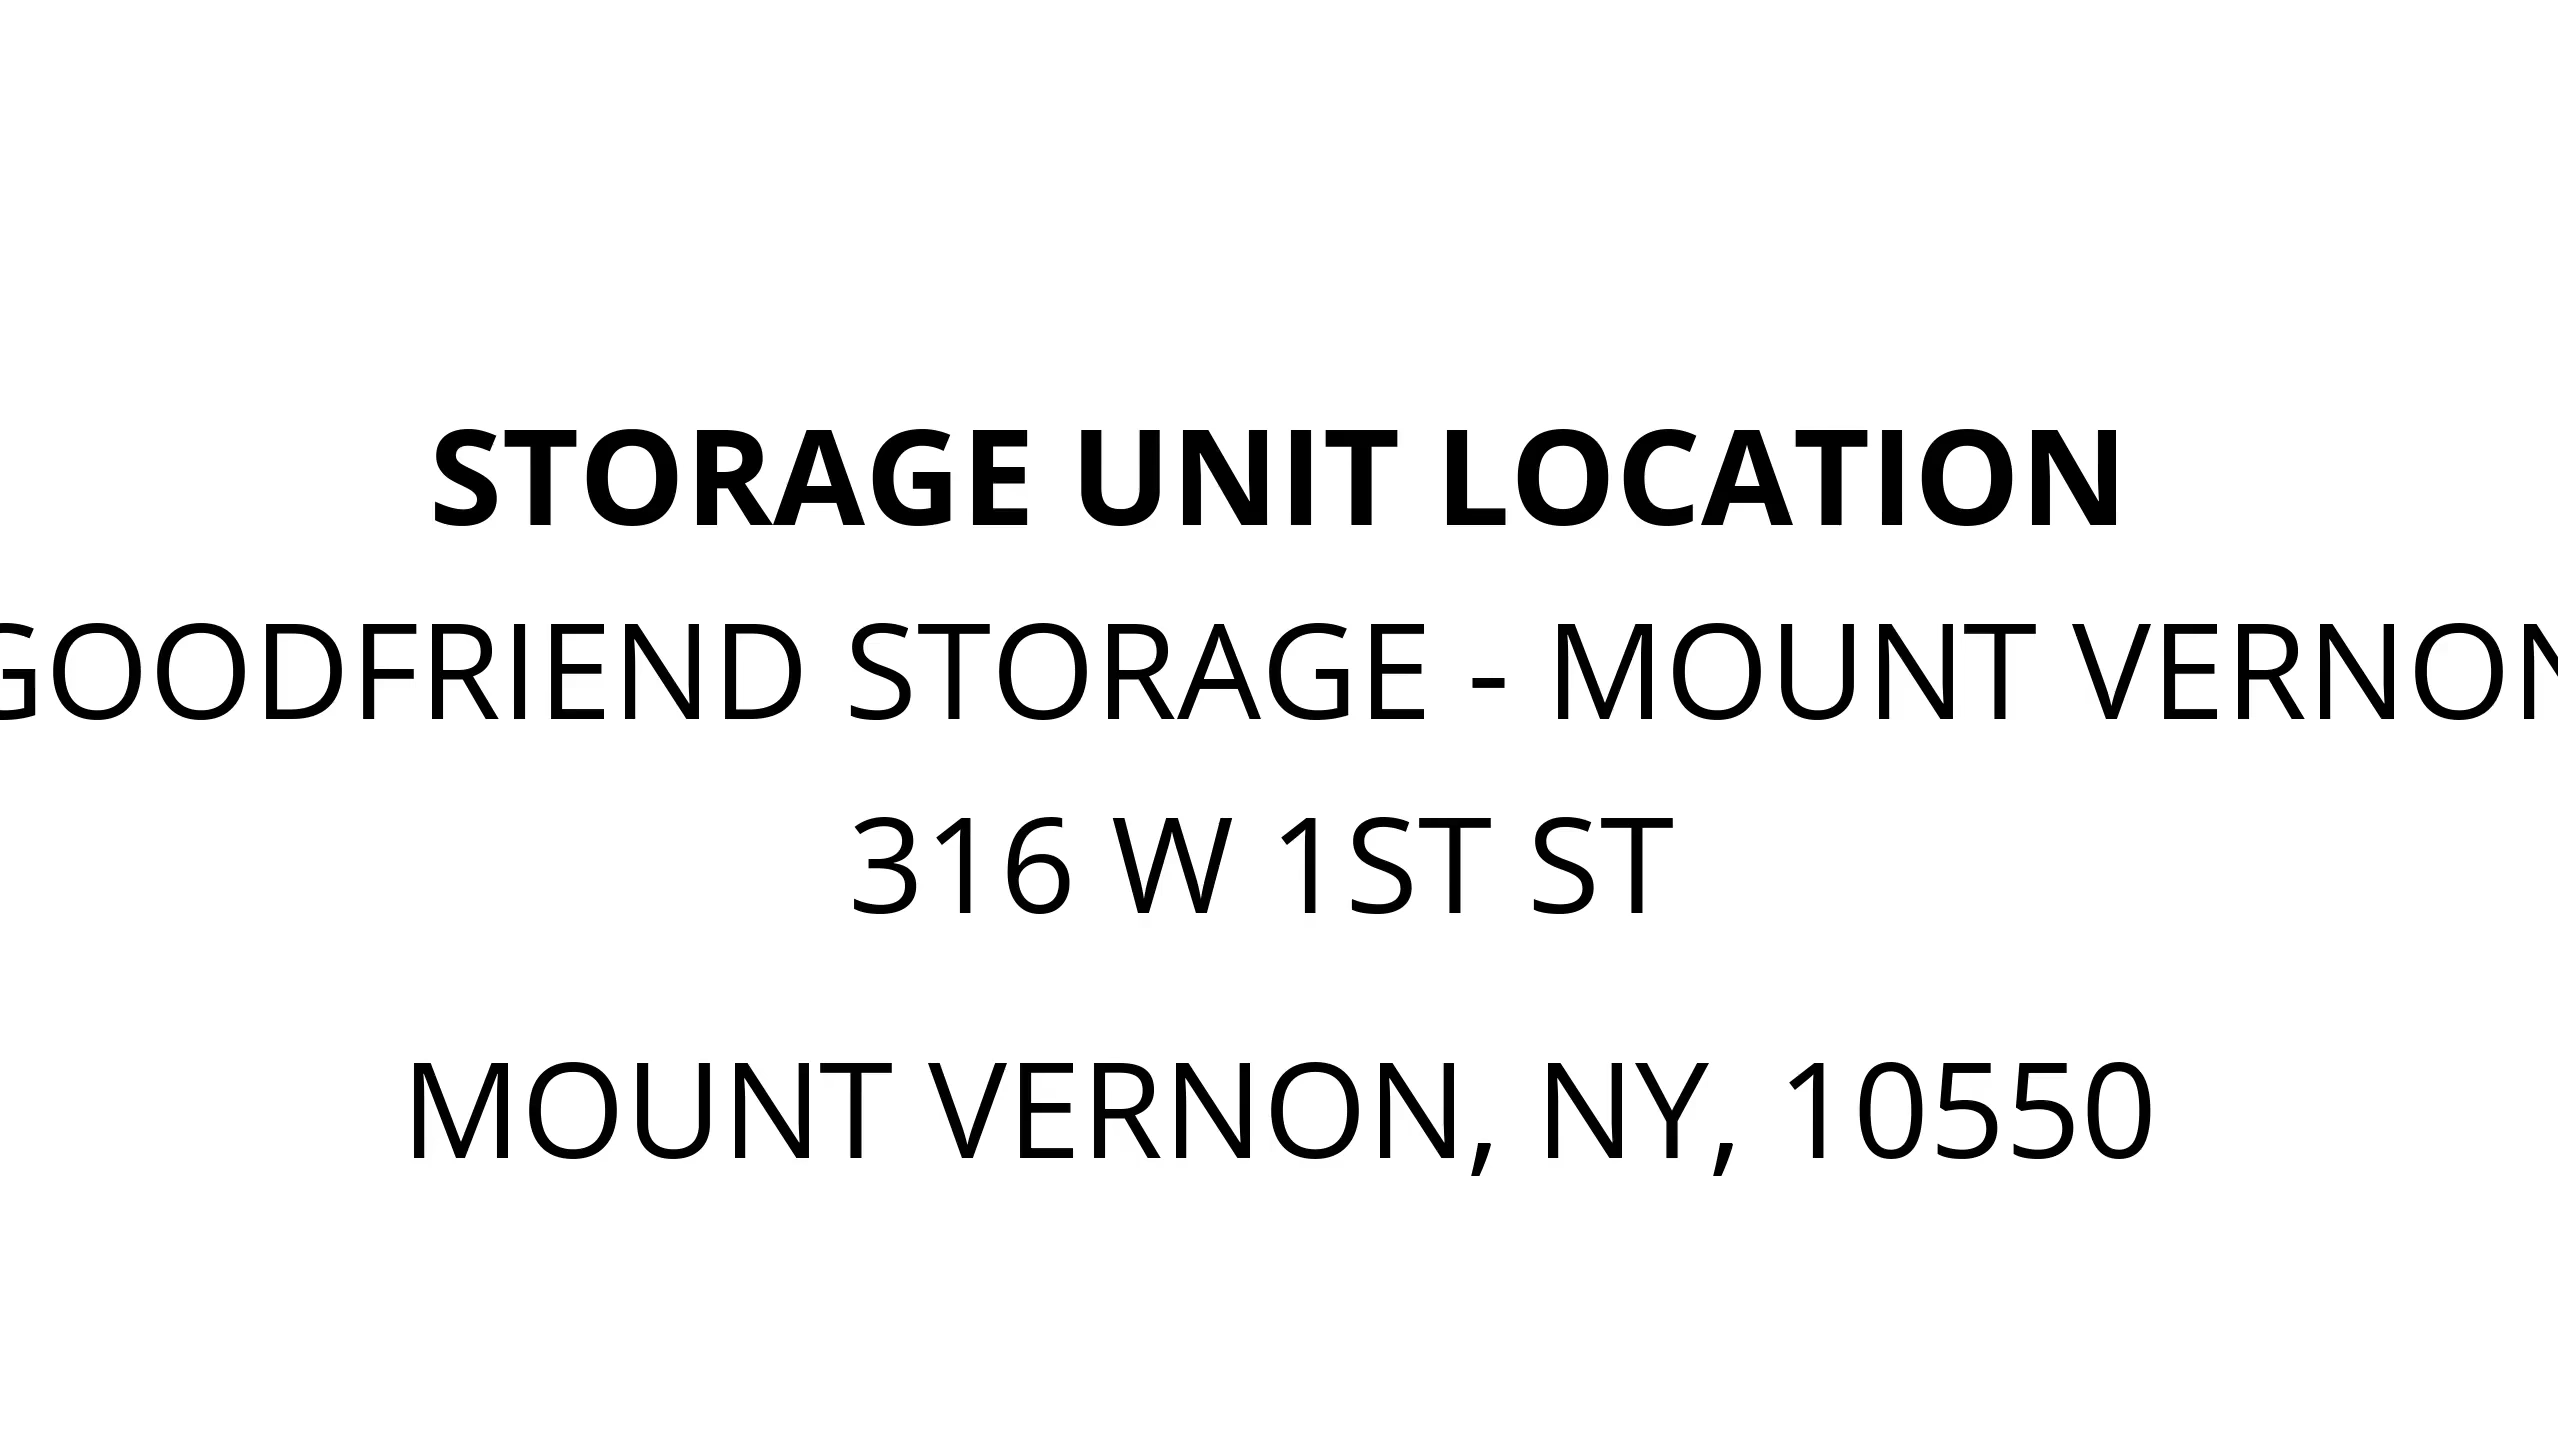 STORAGE UNIT LOCATION
GOODFRIEND STORAGE - MOUNT VERNON
316 W 1ST ST
MOUNT VERNON, NY, 10550